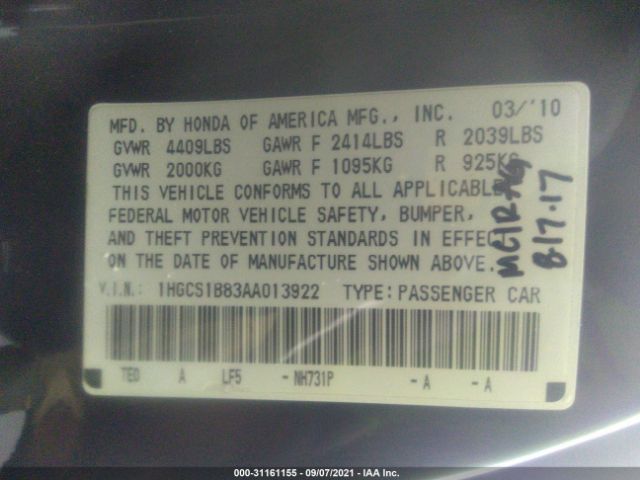 MFD. BY HONDA OF AMERICA MFG., INC. 03/'10
GVWR 4409LBS GAWR F 2414LBS R 2039LBS
GVWR 2000KG GAWR F 1095KG R 925KG
THIS VEHICLE CONFORMS TO ALL APPLICABLE
FEDERAL MOTOR VEHICLE SAFETY, BUMPER,
AND THEFT PREVENTION STANDARDS IN EFFECT
ON THE DATE OF MANUFACTURE SHOWN ABOVE.
V.I.N.: 1HGCS1B83AA013922 TYPE: PASSENGER CAR
TE0 A LF5 -NH731P -A -A
8/7.17
000-31161155 - 09/07/2021 - IAA Inc.